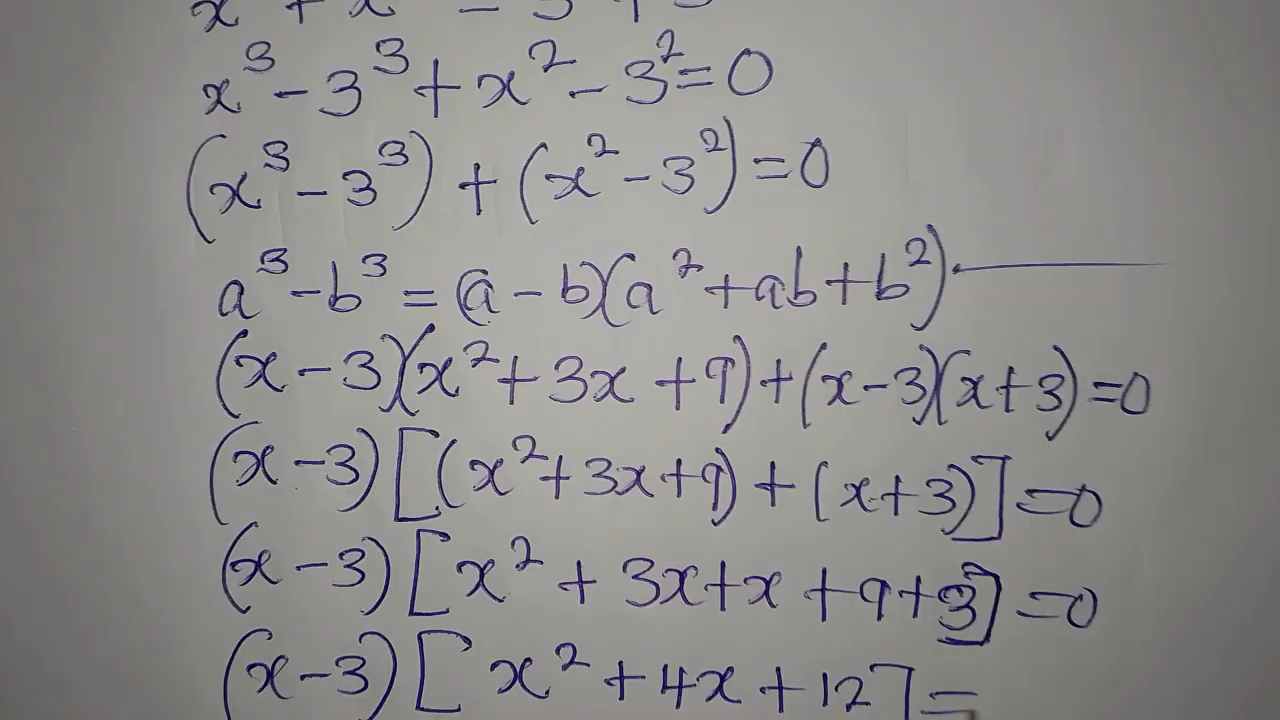 x³ - 3³ + x² - 3² = 0
(x³ - 3³) + (x² - 3²) = 0
a³ - b³ = (a - b)(a² + ab + b²)
(x - 3)(x² + 3x + 9) + (x - 3)(x + 3) = 0
(x - 3)[(x² + 3x + 9) + (x + 3)] = 0
(x - 3)[x² + 3x + x + 9 + 3] = 0
(x - 3)[x² + 4x + 12] =